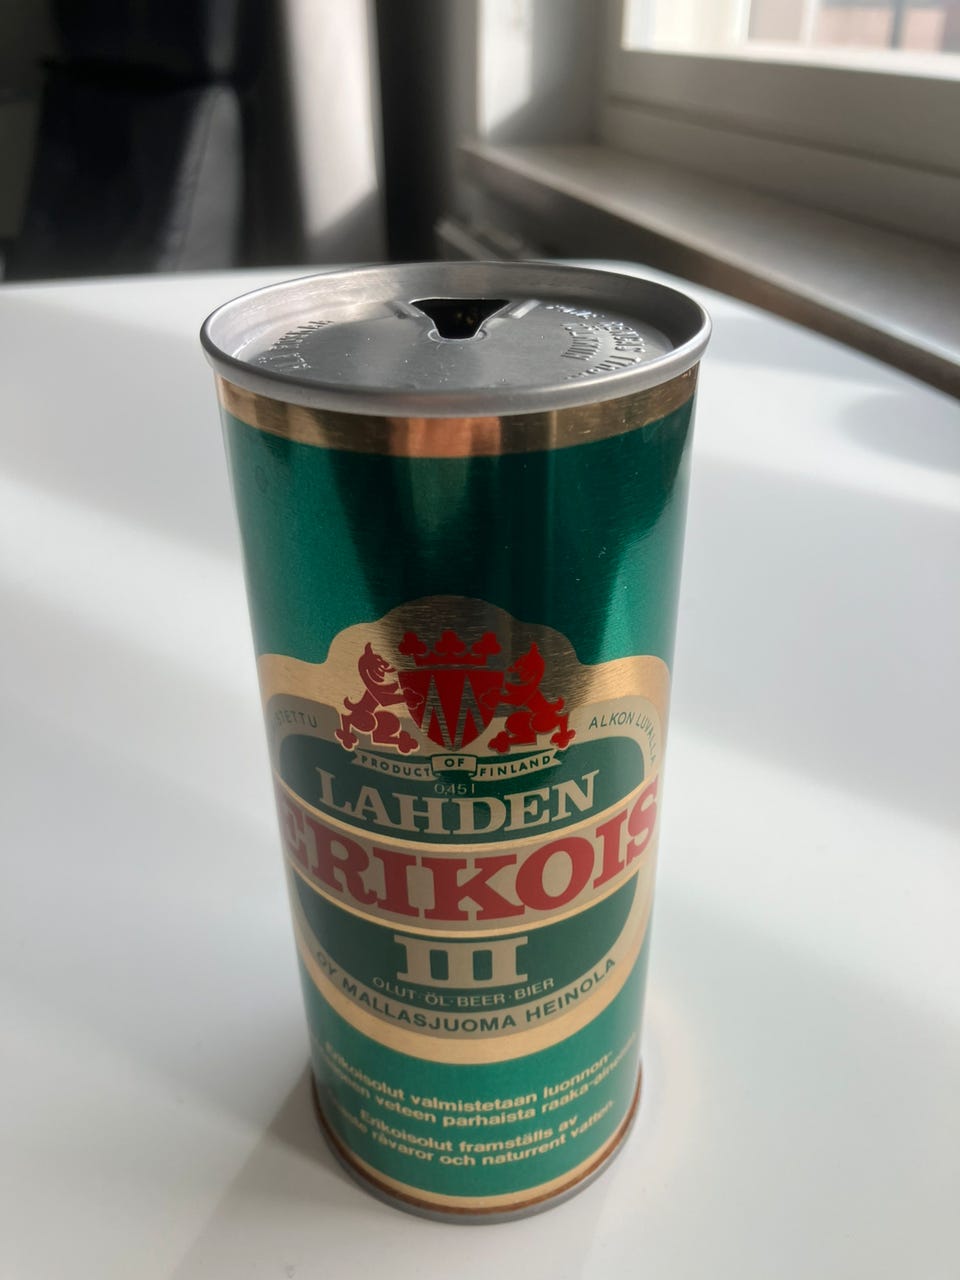 ALKON LUVALLA
PRODUCT OF FINLAND
0,45 l
LAHDEN
ERIKOIS
III
OLUT·ÖL·BEER·BIER
OY MALLASJUOMA HEINOLA
Erikoisolut valmistetaan luonnon-
veteen parhaista raaka-
Erikoisolut framställs av
råvaror och naturrent vatten.